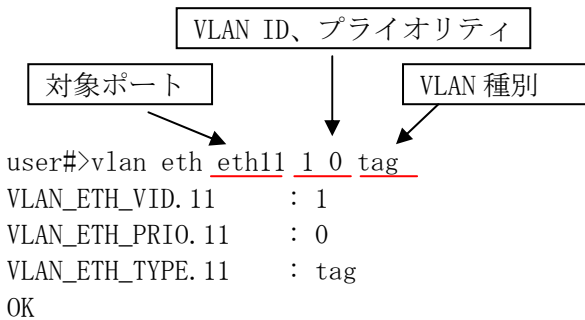 VLAN ID、プライオリティ
対象ポート
VLAN 種別
user#>vlan eth eth11 1 0 tag
VLAN_ETH_VID.11 : 1
VLAN_ETH_PRIO.11 : 0
VLAN_ETH_TYPE.11 : tag
OK